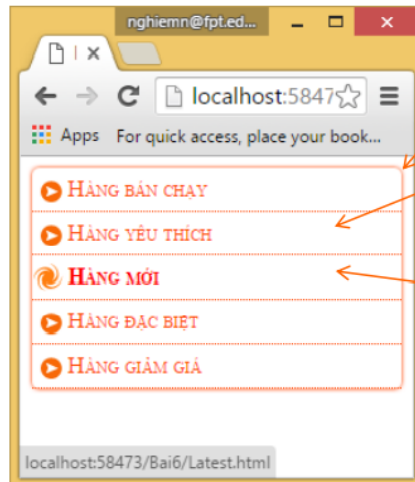 nghiemn@fpt.ed...
localhost:5847
Apps For quick access, place your book...
Hàng bán chạy
Hàng yêu thích
Hàng mới
Hàng đặc biệt
Hàng giảm giá
localhost:58473/Bai6/Latest.html